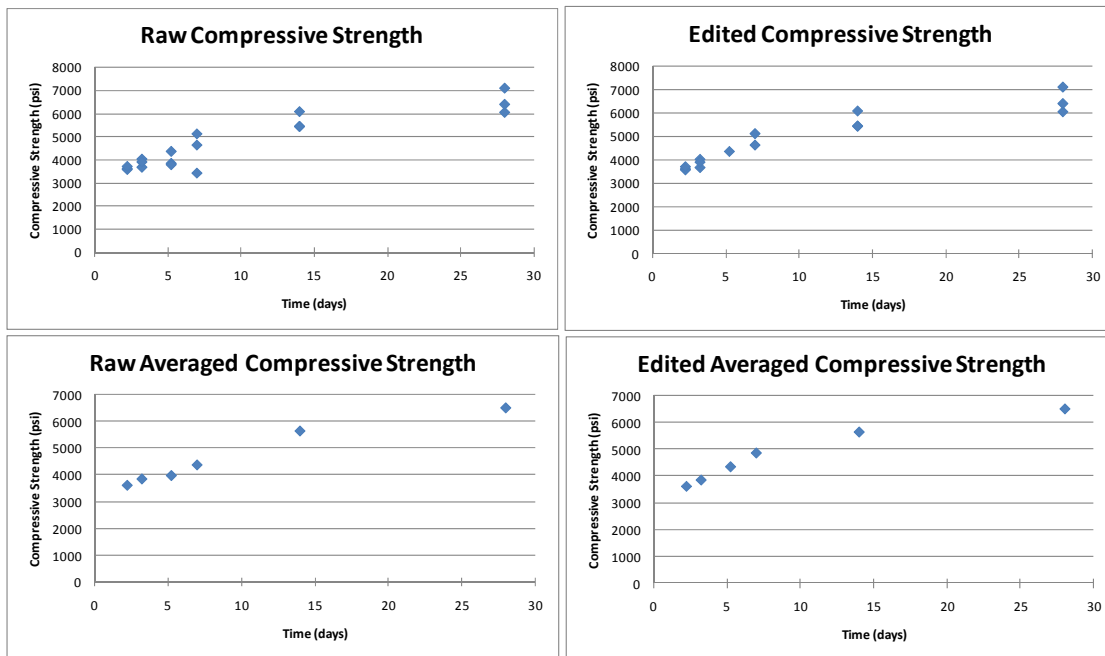 Raw Compressive Strength
Compressive Strength (psi)
8000
7000
6000
5000
4000
3000
2000
1000
0
0 5 10 15 20 25 30
Time (days)
Edited Compressive Strength
Compressive Strength (psi)
8000
7000
6000
5000
4000
3000
2000
1000
0
0 5 10 15 20 25 30
Time (days)
Raw Averaged Compressive Strength
Compressive Strength (psi)
7000
6000
5000
4000
3000
2000
1000
0
0 5 10 15 20 25 30
Time (days)
Edited Averaged Compressive Strength
Compressive Strength (psi)
7000
6000
5000
4000
3000
2000
1000
0
0 5 10 15 20 25 30
Time (days)